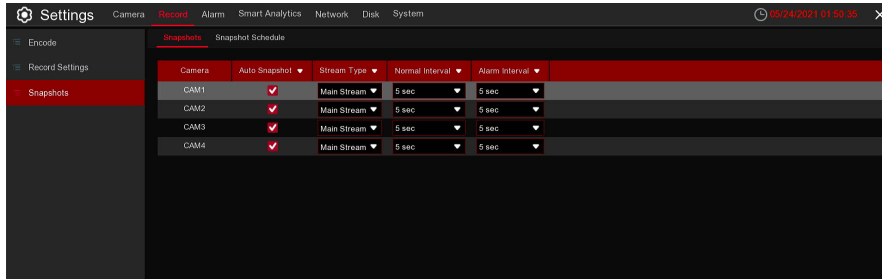 Settings Camera Record Alarm Smart Analytics Network Disk System 05/24/2021 01:50:35
Encode
Record Settings
Snapshots
Snapshots Snapshot Schedule
Camera Auto Snapshot Stream Type Normal Interval Alarm Interval
CAM1 Main Stream 5 sec 5 sec
CAM2 Main Stream 5 sec 5 sec
CAM3 Main Stream 5 sec 5 sec
CAM4 Main Stream 5 sec 5 sec